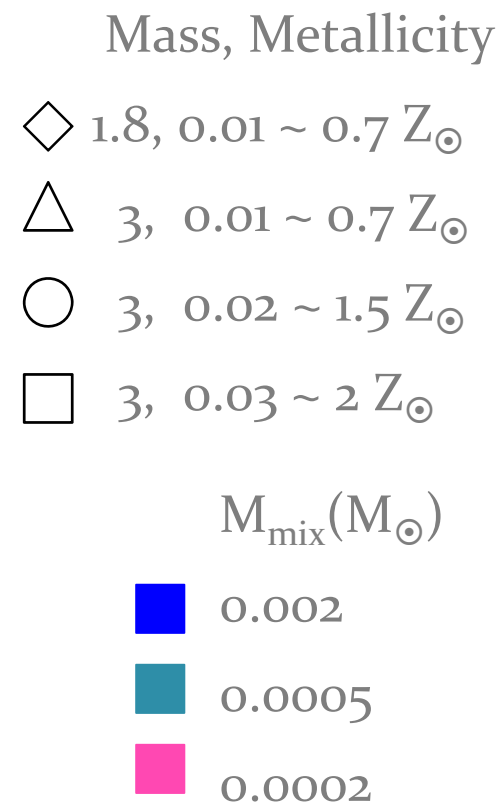 Mass, Metallicity
1.8, 0.01 ~ 0.7 Z☉
3, 0.01 ~ 0.7 Z☉
3, 0.02 ~ 1.5 Z☉
3, 0.03 ~ 2 Z☉
Mmix(M☉)
0.002
0.0005
0.0002